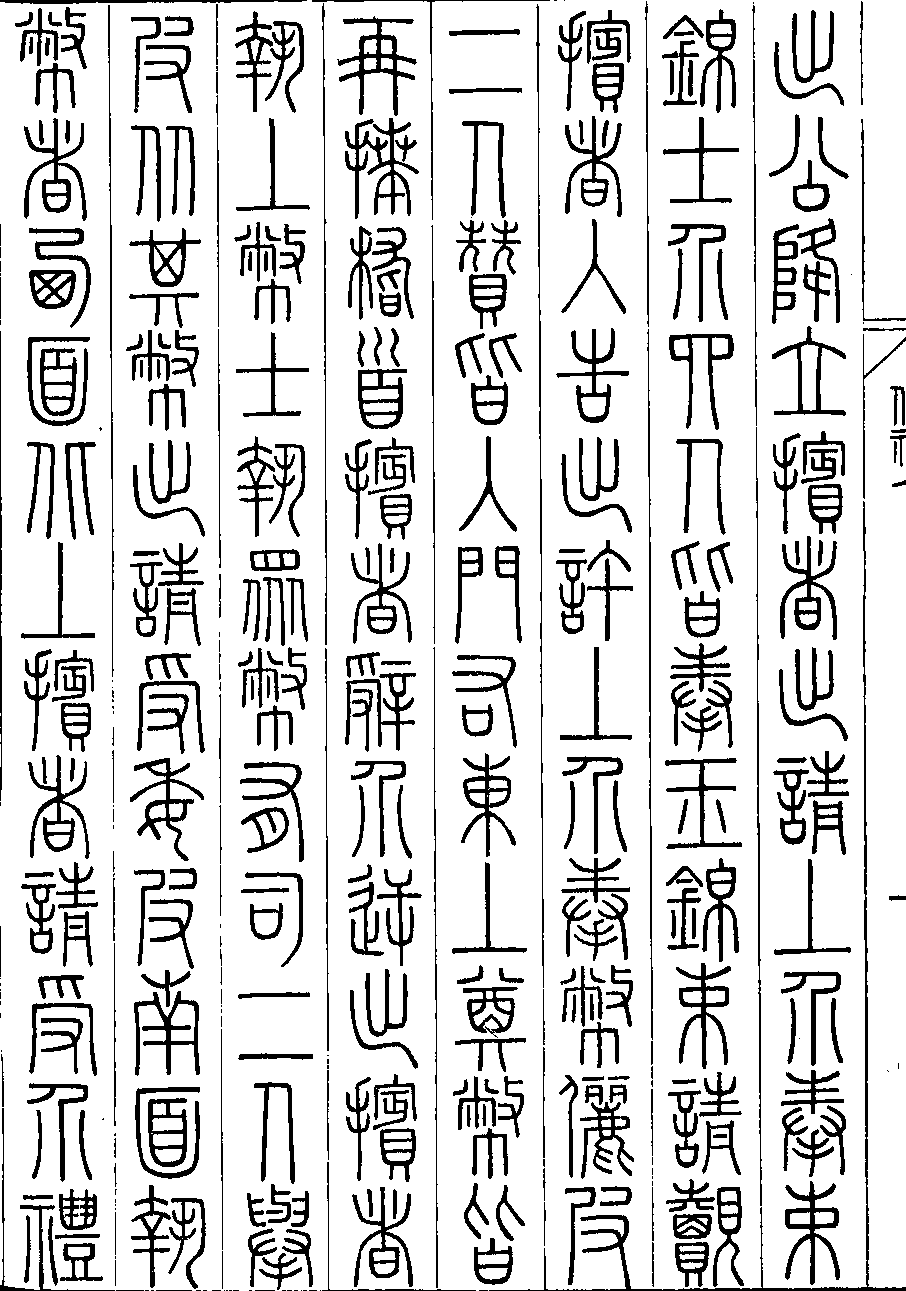 出公降立擯者出請上介奉束
錦士介四人皆奉玉錦束請覿
擯者入告出許上介奉幣儷皮
二人贊皆入門右東上奠幣皆
再拜稽首擯者辭介逆出擯者
執上幣士執眾幣有司二人舉
皮从其幣出請受委皮南面執
幣者西面北上擯者請受介禮